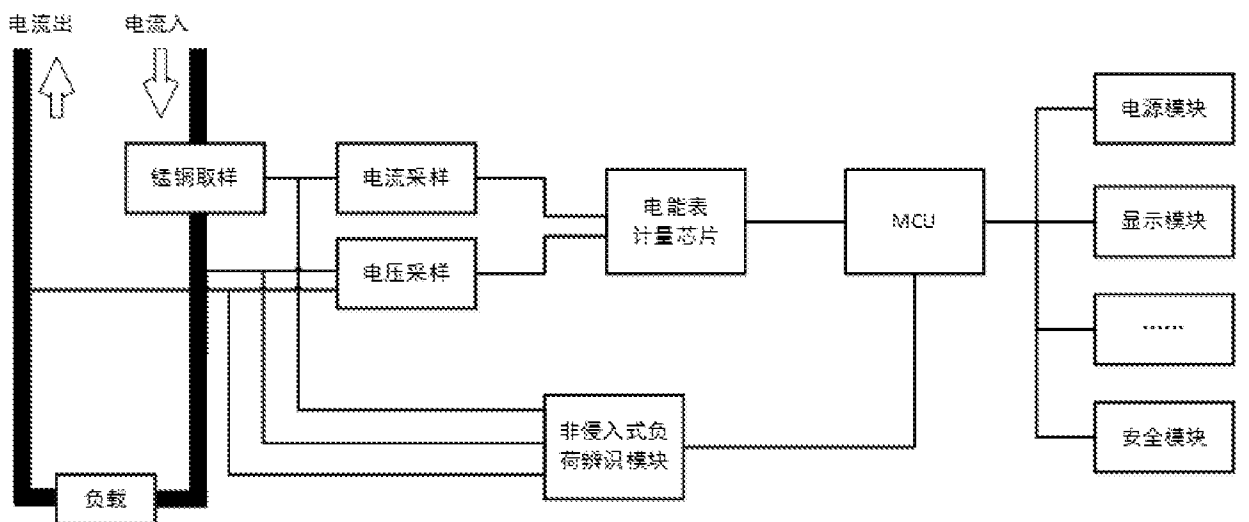 电流出
电流入
锰铜取样
电流采样
电压采样
电能表
计量芯片
MCU
电源模块
显示模块
……
安全模块
非侵入式负
荷辨识模块
负载